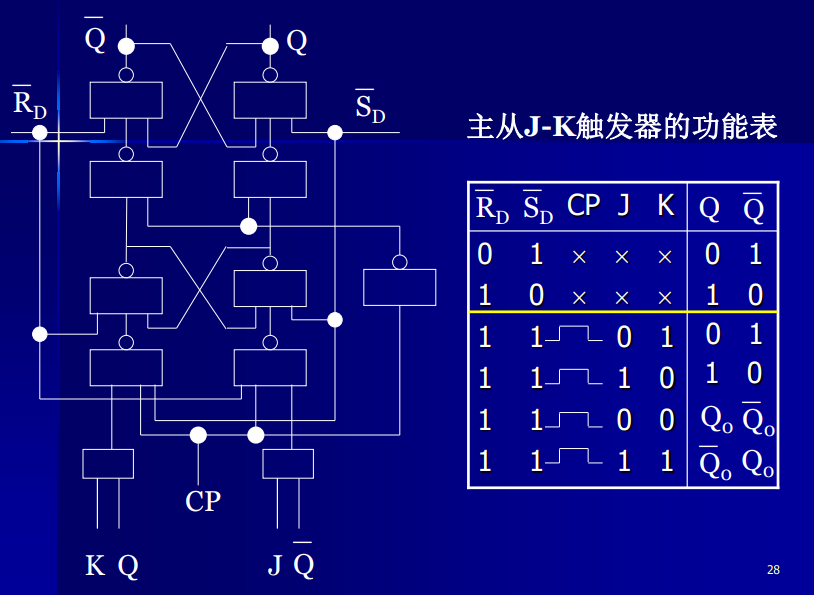 Q̅ Q
R̅D S̅D
主从J-K触发器的功能表
R̅D S̅D CP J K Q Q̅
0 1 × × × 0 1
1 0 × × × 1 0
1 1 0 1 0 1
1 1 1 0 1 0
1 1 0 0 Qo Q̅o
1 1 1 1 Q̅o Qo
CP
K Q J Q̅
28